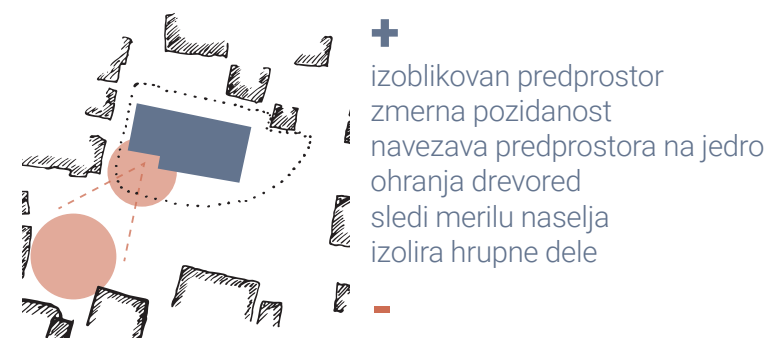 +
izoblikovan predprostor
zmerna pozidanost
navezava predprostora na jedro
ohranja drevored
sledi merilu naselja
izolira hrupne dele
-